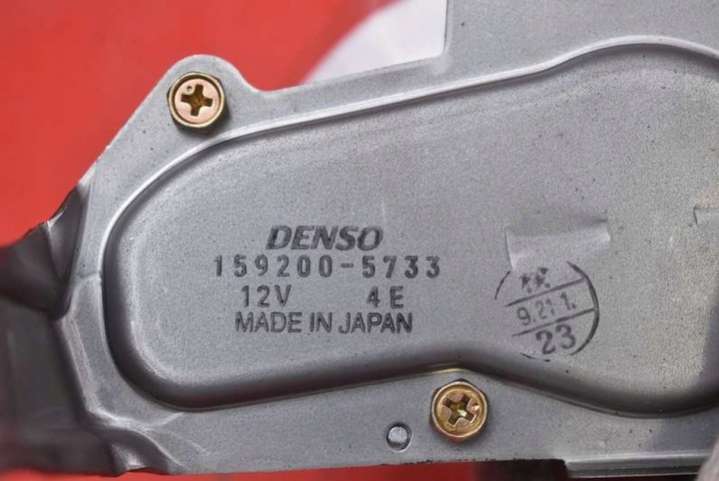 DENSO
159200-5733
12V 4E
MADE IN JAPAN
9.21.1.
23